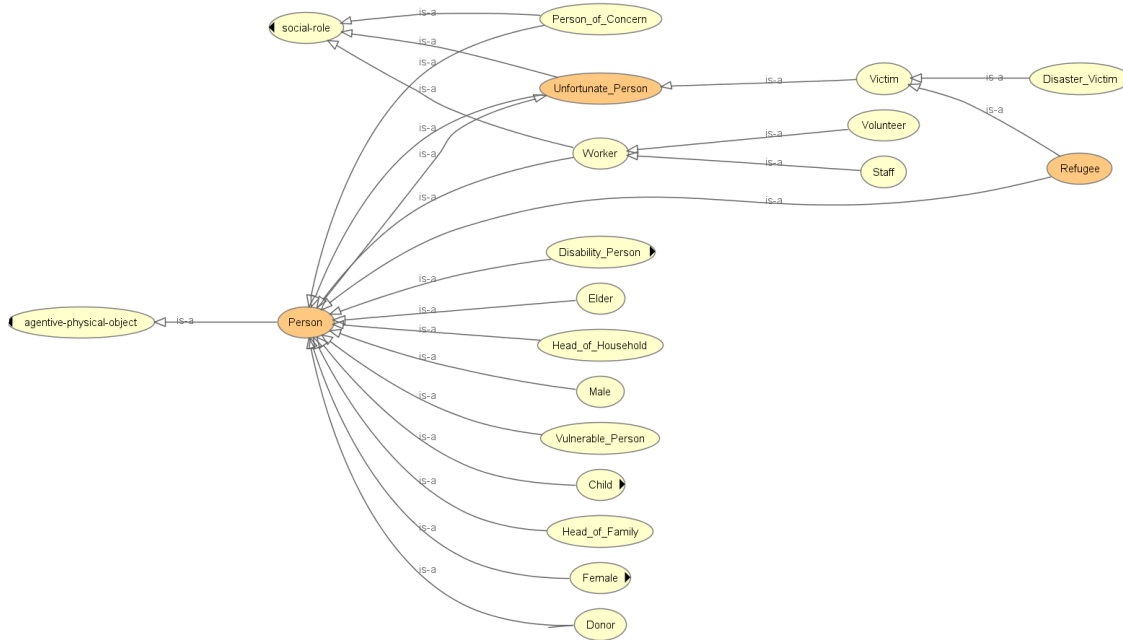 Person_of_Concern
social-role
is-a
is-a
is-a
is-a
Victim
is-a
is-a
Disaster_Victim
Unfortunate_Person
is-a
is-a
Volunteer
is-a
is-a
Worker
is-a
is-a
Staff
Refugee
is-a
is-a
Disability_Person
is-a
Elder
is-a
agentive-physical-object
is-a
Person
is-a
Head_of_Household
is-a
Male
is-a
Vulnerable_Person
is-a
Child
is-a
Head_of_Family
is-a
Female
is-a
Donor